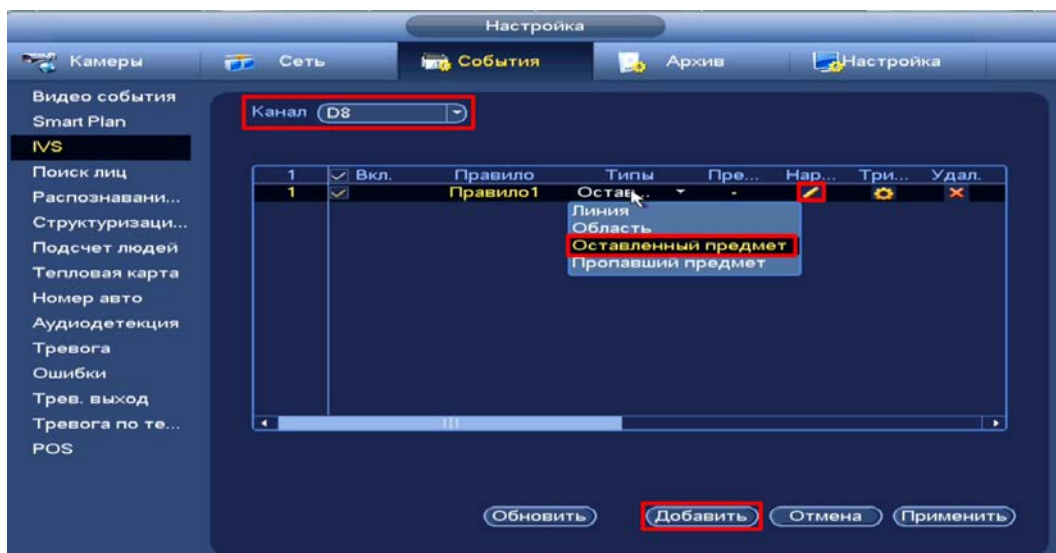 Настройка
Камеры Сеть События Архив Настройка
Видео события
Smart Plan
IVS
Поиск лиц
Распознавани...
Структуризаци...
Подсчет людей
Тепловая карта
Номер авто
Аудиодетекция
Тревога
Ошибки
Трев. выход
Тревога по те...
POS
Канал D8
1 Вкл. Правило Типы Пре... Нар... Три... Удал.
1 Правило1 Остав... -
Линия
Область
Оставленный предмет
Пропавший предмет
Обновить Добавить Отмена Применить